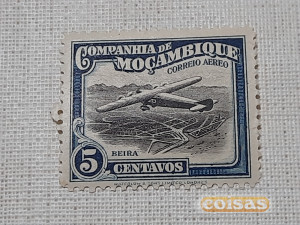 COMPANHIA DE
MOÇAMBIQUE
CORREIO AEREO
BEIRA
5 CENTAVOS
coisas